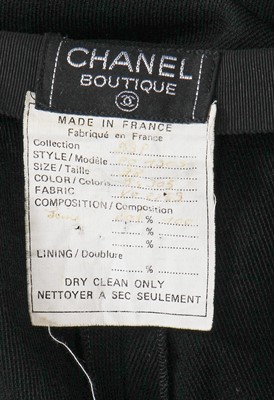 CHANEL
BOUTIQUE
MADE IN FRANCE
Fabriqué en France
Collection
STYLE / Modèle
SIZE / Taille
COLOR / Coloris
FABRIC
COMPOSITION / Composition
%
%
%
LINING / Doublure
%
DRY CLEAN ONLY
NETTOYER A SEC SEULEMENT